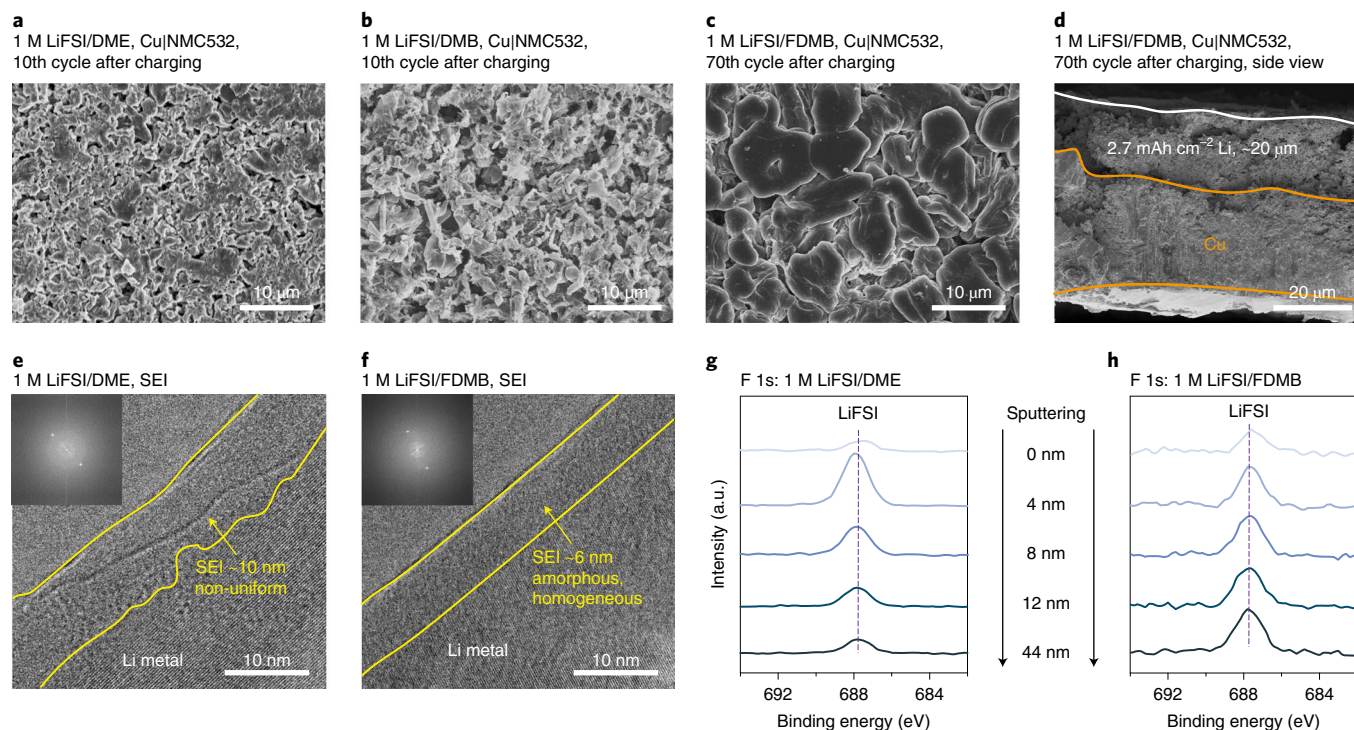 a
1 M LiFSI/DME, Cu|NMC532,
10th cycle after charging
10 μm
b
1 M LiFSI/DMB, Cu|NMC532,
10th cycle after charging
10 μm
c
1 M LiFSI/FDMB, Cu|NMC532,
70th cycle after charging
10 μm
d
1 M LiFSI/FDMB, Cu|NMC532,
70th cycle after charging, side view
2.7 mAh cm⁻² Li, ~20 μm
Cu
20 μm
e
1 M LiFSI/DME, SEI
SEI ~10 nm
non-uniform
Li metal
10 nm
f
1 M LiFSI/FDMB, SEI
SEI ~6 nm
amorphous,
homogeneous
Li metal
10 nm
g
F 1s: 1 M LiFSI/DME
LiFSI
Intensity (a.u.)
692 688 684
Binding energy (eV)
Sputtering
0 nm
4 nm
8 nm
12 nm
44 nm
h
F 1s: 1 M LiFSI/FDMB
LiFSI
692 688 684
Binding energy (eV)